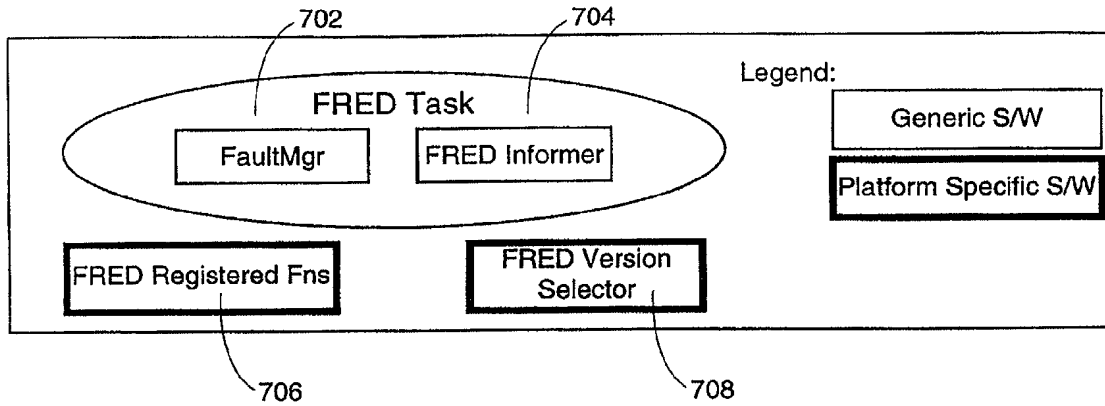 702
704
Legend:
FRED Task
Generic S/W
FaultMgr
FRED Informer
Platform Specific S/W
FRED Registered Fns
FRED Version
Selector
706
708